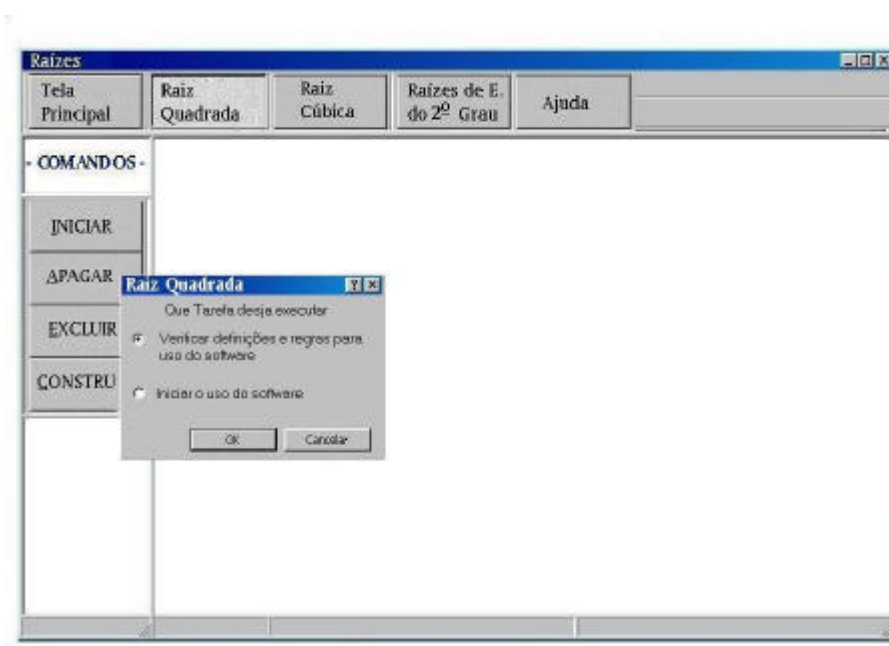 Raízes
Tela
Principal
Raiz
Quadrada
Raiz
Cúbica
Raízes de E.
do 2º Grau
Ajuda
- COMANDOS -
INICIAR
APAGAR
EXCLUIR
CONSTRU
Raiz Quadrada
Que Tarefa desja executar
Verificar definições e regras para
uso do software
Iniciar o uso do software
OK
Cancelar